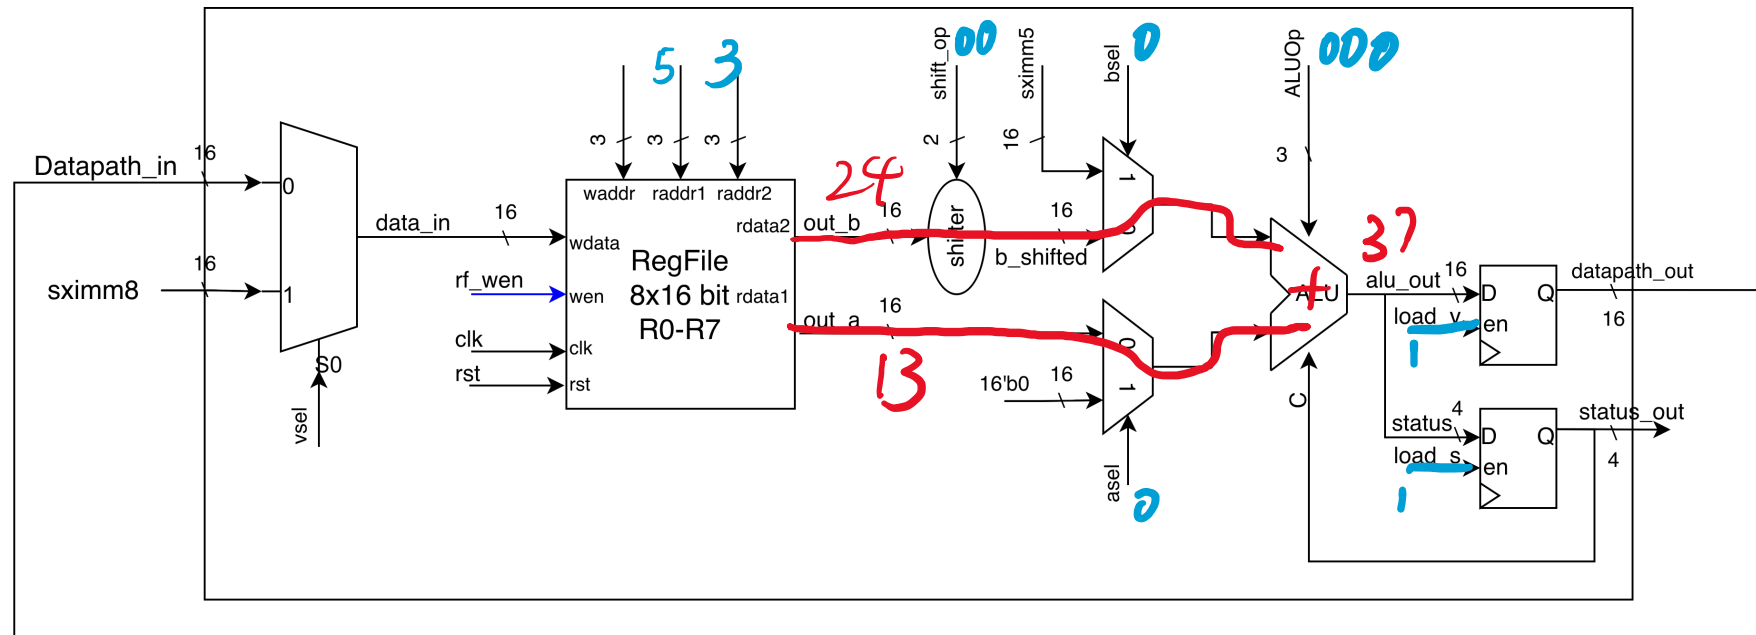 shift_op
00
sximm5
bsel
0
ALUOp
000
5
3
3
3
3
2
16
3
Datapath_in
16
0
waddr
raddr1
raddr2
24
16
16
1
data_in
16
wdata
rdata2
out_b
shifter
b_shifted
0
37
RegFile
8x16 bit
R0-R7
sximm8
16
1
rf_wen
wen
rdata1
16
out_a
+
ALU
alu_out
16
D
Q
datapath_out
16
load_v
en
1
clk
clk
rst
rst
S0
vsel
13
0
16'b0
16
1
C
asel
0
status
4
D
Q
status_out
4
load_s
en
1